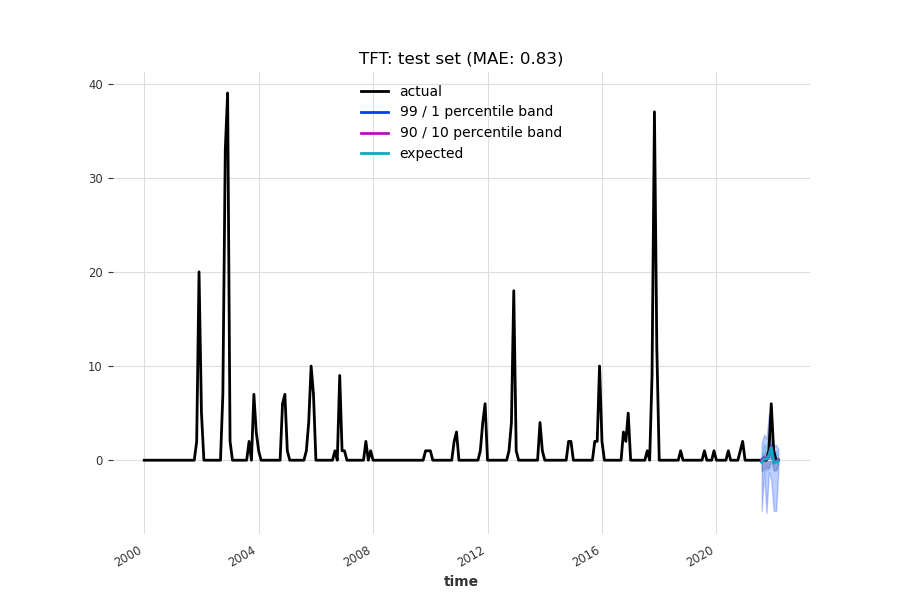 TFT: test set (MAE: 0.83)
actual
99 / 1 percentile band
90 / 10 percentile band
expected
40
30
20
10
0
2000
2004
2008
2012
2016
2020
time